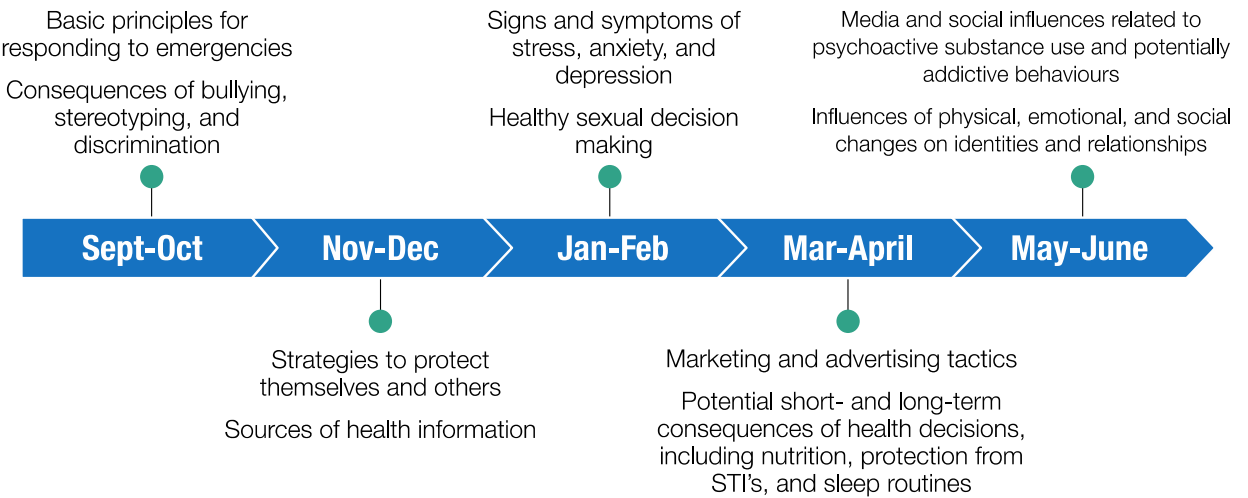 Basic principles for
responding to emergencies
Consequences of bullying,
stereotyping, and
discrimination
Signs and symptoms of
stress, anxiety, and
depression
Healthy sexual decision
making
Media and social influences related to
psychoactive substance use and potentially
addictive behaviours
Influences of physical, emotional, and social
changes on identities and relationships
Sept-Oct
Nov-Dec
Jan-Feb
Mar-April
May-June
Strategies to protect
themselves and others
Sources of health information
Marketing and advertising tactics
Potential short- and long-term
consequences of health decisions,
including nutrition, protection from
STI's, and sleep routines